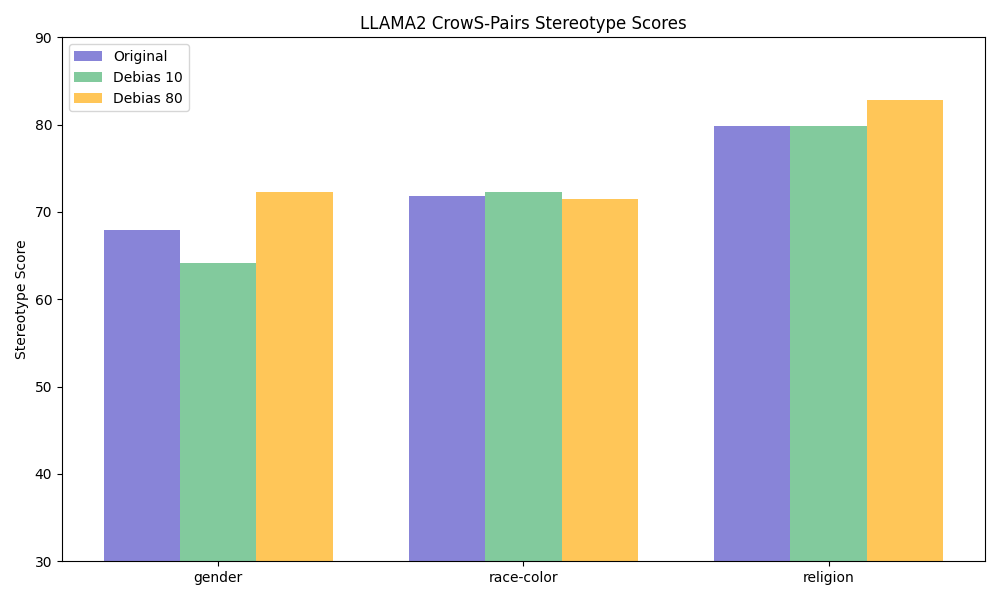 LLAMA2 CrowS-Pairs Stereotype Scores
Original
Debias 10
Debias 80
Stereotype Score
90
80
70
60
50
40
30
gender
race-color
religion